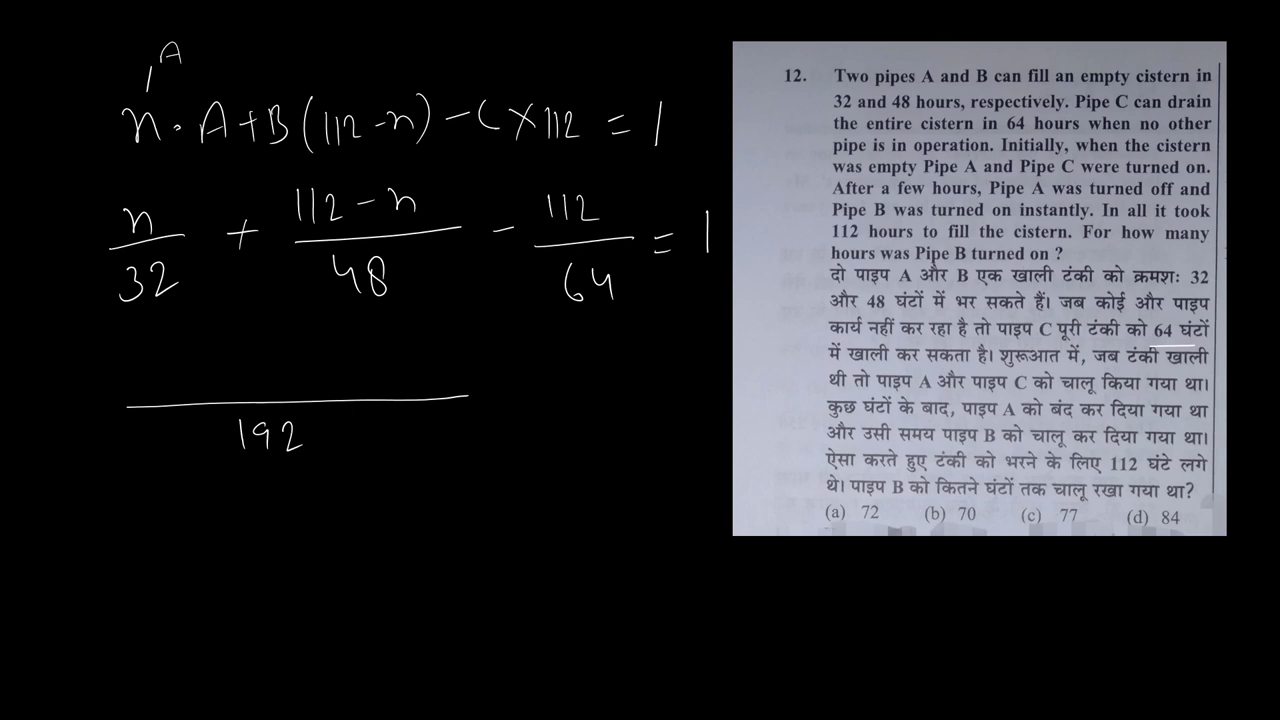 A
n · A + B (112 - n) - C × 112 = 1
n/32 + 112 - n/48 - 112/64 = 1
192
12. Two pipes A and B can fill an empty cistern in
32 and 48 hours, respectively. Pipe C can drain
the entire cistern in 64 hours when no other
pipe is in operation. Initially, when the cistern
was empty Pipe A and Pipe C were turned on.
After a few hours, Pipe A was turned off and
Pipe B was turned on instantly. In all it took
112 hours to fill the cistern. For how many
hours was Pipe B turned on ?
दो पाइप A और B एक खाली टंकी को क्रमशः 32
और 48 घंटों में भर सकते हैं। जब कोई और पाइप
कार्य नहीं कर रहा है तो पाइप C पूरी टंकी को 64 घंटों
में खाली कर सकता है। शुरूआत में, जब टंकी खाली
थी तो पाइप A और पाइप C को चालू किया गया था।
कुछ घंटों के बाद, पाइप A को बंद कर दिया गया था
और उसी समय पाइप B को चालू कर दिया गया था।
ऐसा करते हुए टंकी को भरने के लिए 112 घंटे लगे
थे। पाइप B को कितने घंटों तक चालू रखा गया था?
(a) 72 (b) 70 (c) 77 (d) 84